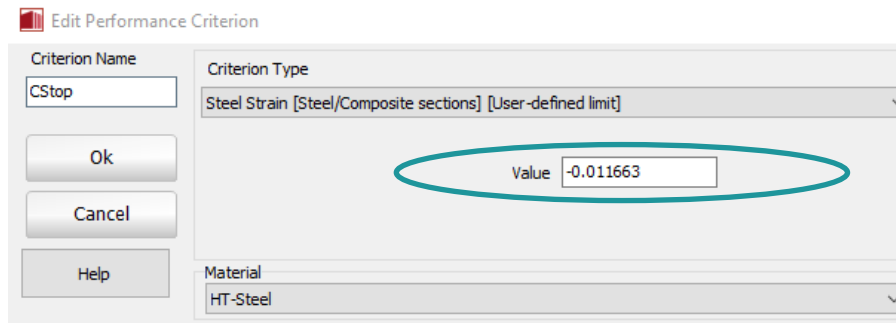 Edit Performance Criterion
Criterion Name
CStop
Ok
Cancel
Help
Criterion Type
Steel Strain [Steel/Composite sections] [User-defined limit]
Value -0.011663
Material
HT-Steel